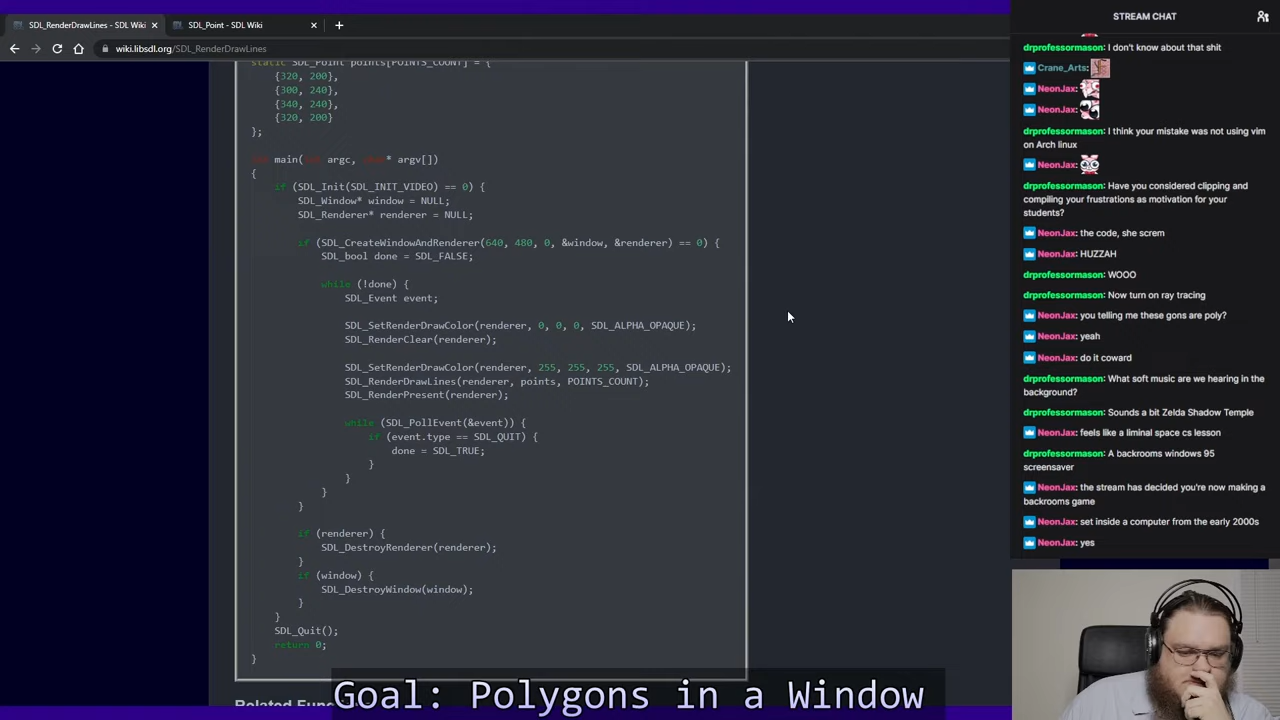 SDL_RenderDrawLines - SDL Wiki
SDL_Point - SDL Wiki
wiki.libsdl.org/SDL_RenderDrawLines
static SDL_Point points[POINTS_COUNT] = {
{320, 200},
{300, 240},
{340, 240},
{320, 200}
};
int main(int argc, char* argv[])
{
if (SDL_Init(SDL_INIT_VIDEO) == 0) {
SDL_Window* window = NULL;
SDL_Renderer* renderer = NULL;
if (SDL_CreateWindowAndRenderer(640, 480, 0, &window, &renderer) == 0) {
SDL_bool done = SDL_FALSE;
while (!done) {
SDL_Event event;
SDL_SetRenderDrawColor(renderer, 0, 0, 0, SDL_ALPHA_OPAQUE);
SDL_RenderClear(renderer);
SDL_SetRenderDrawColor(renderer, 255, 255, 255, SDL_ALPHA_OPAQUE);
SDL_RenderDrawLines(renderer, points, POINTS_COUNT);
SDL_RenderPresent(renderer);
while (SDL_PollEvent(&event)) {
if (event.type == SDL_QUIT) {
done = SDL_TRUE;
}
}
}
}
if (renderer) {
SDL_DestroyRenderer(renderer);
}
if (window) {
SDL_DestroyWindow(window);
}
}
SDL_Quit();
return 0;
}
Goal: Polygons in a Window
STREAM CHAT
drprofessormason: I don't know about that shit
Crane_Arts:
NeonJax:
NeonJax:
drprofessormason: I think your mistake was not using vim
on Arch linux
NeonJax:
drprofessormason: Have you considered clipping and
compiling your frustrations as motivation for your
students?
NeonJax: the code, she screm
NeonJax: HUZZAH
drprofessormason: WOOO
drprofessormason: Now turn on ray tracing
NeonJax: you telling me these gons are poly?
NeonJax: yeah
NeonJax: do it coward
drprofessormason: What soft music are we hearing in the
background?
drprofessormason: Sounds a bit Zelda Shadow Temple
NeonJax: feels like a liminal space cs lesson
drprofessormason: A backrooms windows 95
screensaver
NeonJax: the stream has decided you're now making a
backrooms game
NeonJax: set inside a computer from the early 2000s
NeonJax: yes